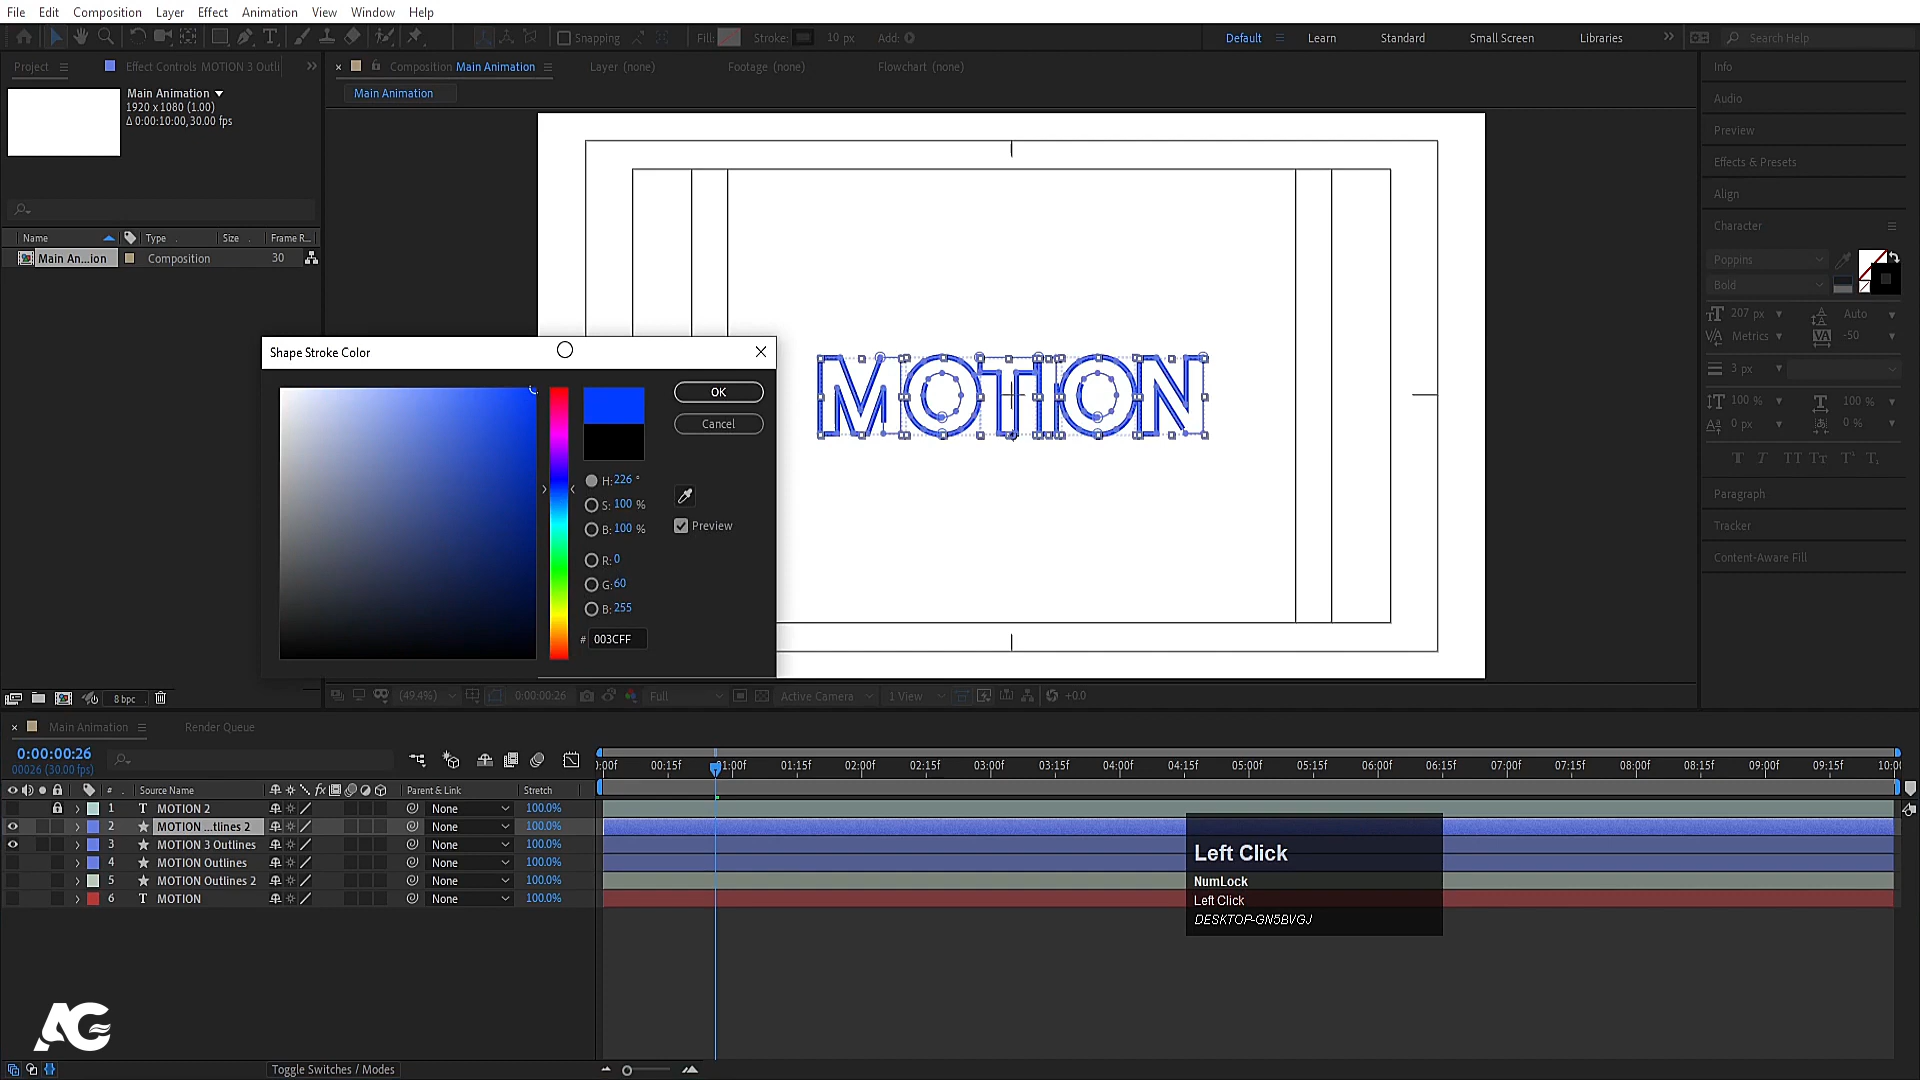 File Edit Composition Layer Effect Animation View Window Help
Snapping Fill: Stroke: 10 px Add: Default Learn Standard Small Screen Libraries Search Help
Project Effect Controls MOTION 3 Outli Composition Main Animation Layer (none) Footage (none) Flowchart (none) Info
Main Animation
Main Animation
1920 x 1080 (1.00)
Δ 0:00:10:00, 30.00 fps
Audio
Preview
Effects & Presets
Align
Character
Name Type Size Frame R...
Main An...ion Composition 30
Poppins
Bold
207 px Auto
Metrics -50
3 px
100 % 100 %
0 px 0 %
Paragraph
Tracker
Content-Aware Fill
MOTION
Shape Stroke Color
OK
Cancel
H: 226 °
S: 100 %
B: 100 %
Preview
R: 0
G: 60
B: 255
# 003CFF
8 bpc (49.4%) 0:00:00:26 Full Active Camera 1 View +0.0
Main Animation Render Queue
0:00:00:26
00026 (30.00 fps)
):00f 00:15f 01:00f 01:15f 02:00f 02:15f 03:00f 03:15f 04:00f 04:15f 05:00f 05:15f 06:00f 06:15f 07:00f 07:15f 08:00f 08:15f 09:00f 09:15f 10:0(
# Source Name Parent & Link Stretch
1 T MOTION 2 None 100.0%
2 MOTION ...tlines 2 None 100.0%
3 MOTION 3 Outlines None 100.0%
4 MOTION Outlines None 100.0%
5 MOTION Outlines 2 None 100.0%
6 T MOTION None 100.0%
Left Click
NumLock
Left Click
DESKTOP-GN5BVGJ
AG
Toggle Switches / Modes